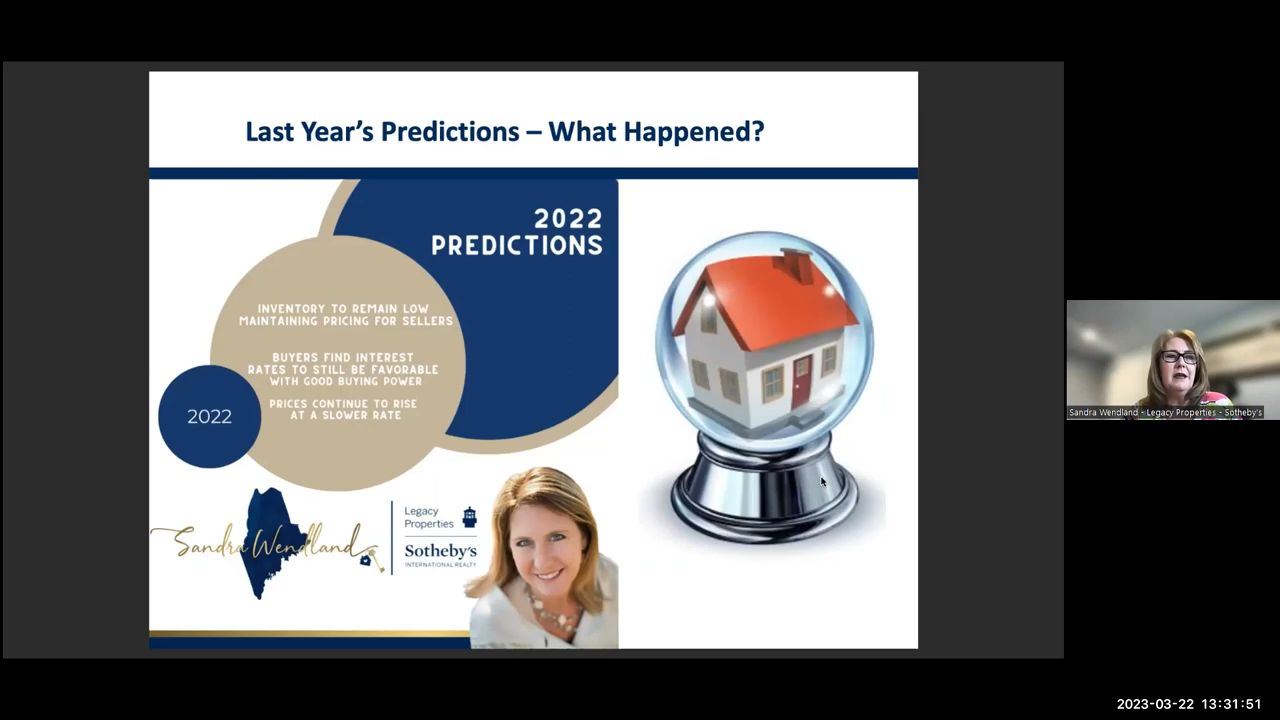 Last Year’s Predictions – What Happened?
2022
PREDICTIONS
INVENTORY TO REMAIN LOW
MAINTAINING PRICING FOR SELLERS
BUYERS FIND INTEREST
RATES TO STILL BE FAVORABLE
WITH GOOD BUYING POWER
PRICES CONTINUE TO RISE
AT A SLOWER RATE
2022
Sandra Wendland
Legacy
Properties
Sotheby's
INTERNATIONAL REALTY
Sandra Wendland - Legacy Properties - Sotheby's
2023-03-22 13:31:51